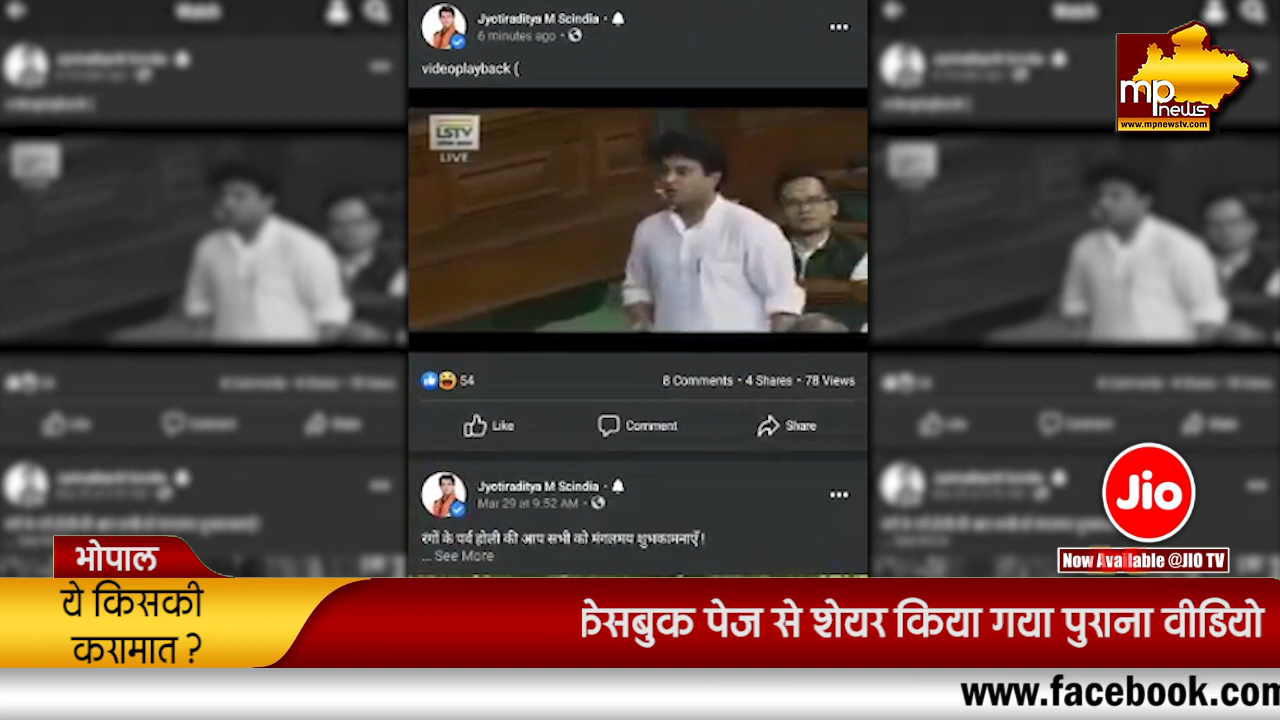 Jyotiraditya M Scindia
6 minutes ago
videoplayback (
LSTV
LIVE
54
8 Comments • 4 Shares • 78 Views
Like
Comment
Share
Jyotiraditya M Scindia
Mar 29 at 9:52 AM
रंगों के पर्व होली की आप सभी को मंगलमय शुभकामनाएँ !
... See More
mp news
www.mpnewstv.com
Jio
Now Available @JIO TV
भोपाल
ये किसकी
करामात ?
फेसबुक पेज से शेयर किया गया पुराना वीडियो
www.facebook.com